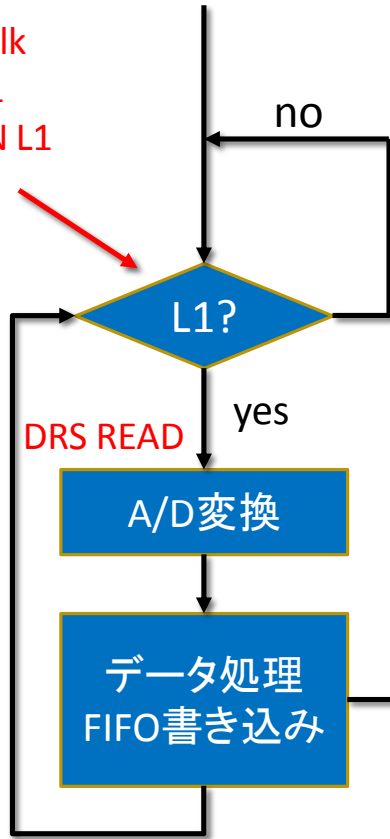 L1
no
L1?
yes
DRS READ
A/D変換
データ処理
FIFO書き込み